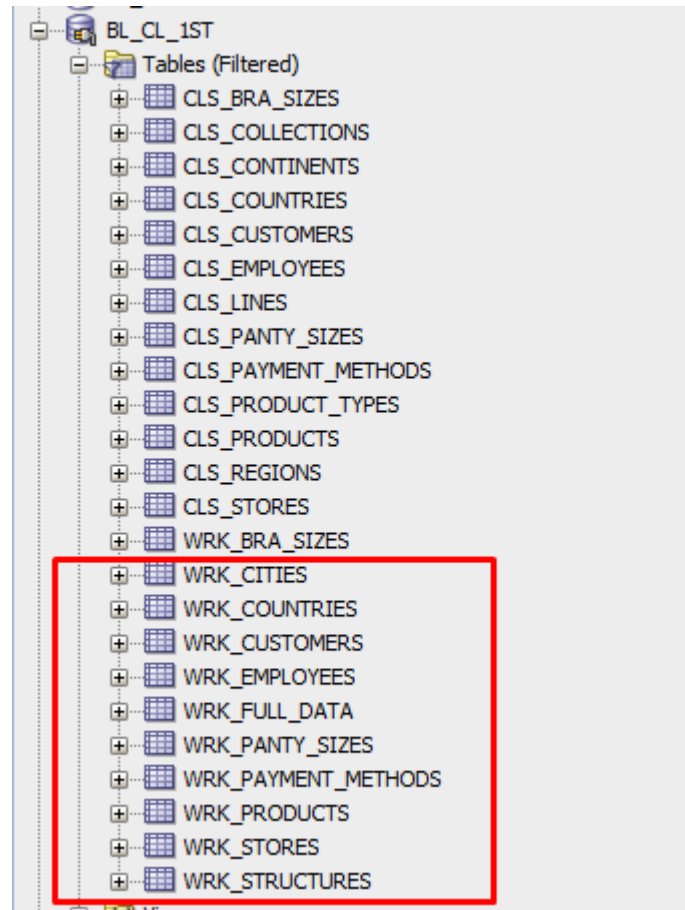 BL_CL_1ST
Tables (Filtered)
CLS_BRA_SIZES
CLS_COLLECTIONS
CLS_CONTINENTS
CLS_COUNTRIES
CLS_CUSTOMERS
CLS_EMPLOYEES
CLS_LINES
CLS_PANTY_SIZES
CLS_PAYMENT_METHODS
CLS_PRODUCT_TYPES
CLS_PRODUCTS
CLS_REGIONS
CLS_STORES
WRK_BRA_SIZES
WRK_CITIES
WRK_COUNTRIES
WRK_CUSTOMERS
WRK_EMPLOYEES
WRK_FULL_DATA
WRK_PANTY_SIZES
WRK_PAYMENT_METHODS
WRK_PRODUCTS
WRK_STORES
WRK_STRUCTURES